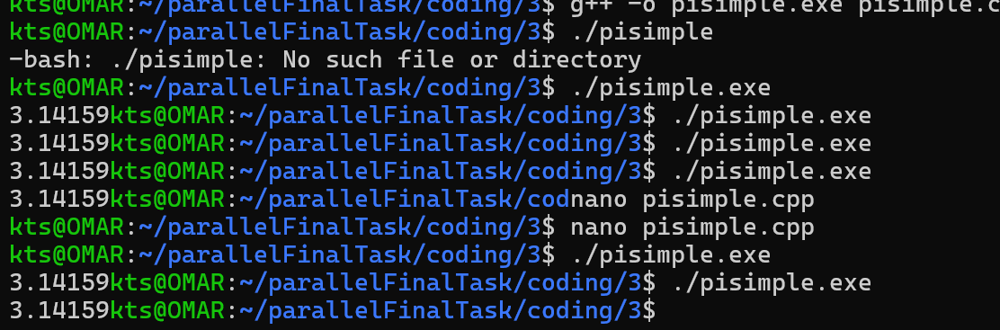 kts@OMAR:~/parallelFinalTask/coding/3$ g++ -o pisimple.exe pisimple.c
kts@OMAR:~/parallelFinalTask/coding/3$ ./pisimple
-bash: ./pisimple: No such file or directory
kts@OMAR:~/parallelFinalTask/coding/3$ ./pisimple.exe
3.14159kts@OMAR:~/parallelFinalTask/coding/3$ ./pisimple.exe
3.14159kts@OMAR:~/parallelFinalTask/coding/3$ ./pisimple.exe
3.14159kts@OMAR:~/parallelFinalTask/coding/3$ ./pisimple.exe
3.14159kts@OMAR:~/parallelFinalTask/codnano pisimple.cpp
kts@OMAR:~/parallelFinalTask/coding/3$ nano pisimple.cpp
kts@OMAR:~/parallelFinalTask/coding/3$ ./pisimple.exe
3.14159kts@OMAR:~/parallelFinalTask/coding/3$ ./pisimple.exe
3.14159kts@OMAR:~/parallelFinalTask/coding/3$